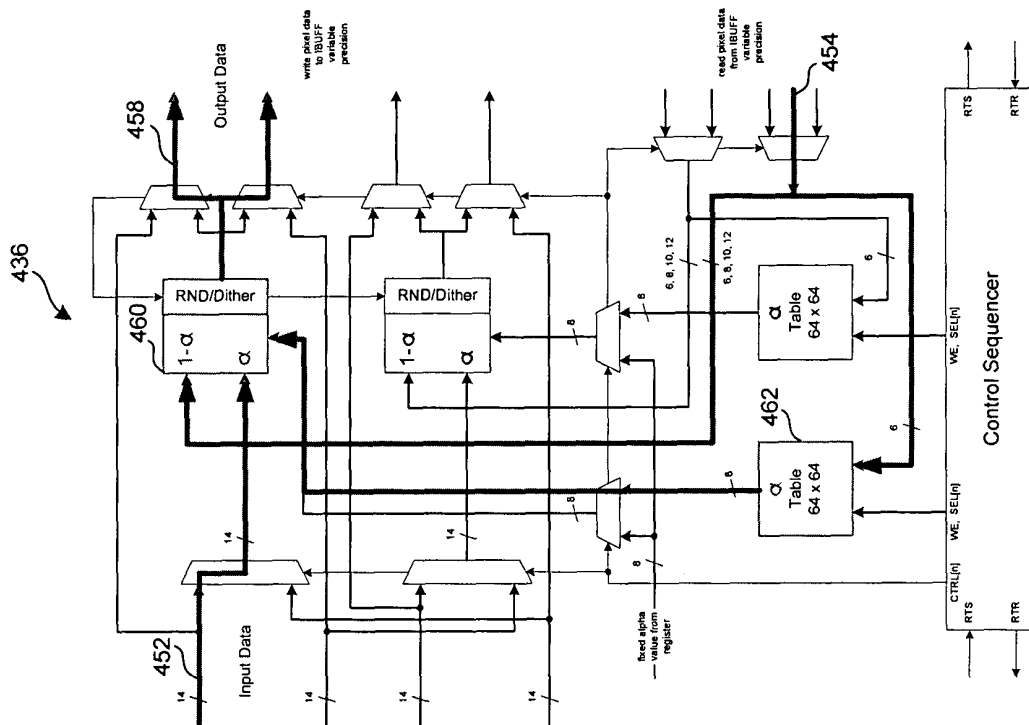 458
Output Data
write pixel data
to IBUFF
variable
precision
read pixel data
from IBUFF
variable
precision
454
RTS
RTR
436
460
RND/Dither
1-α
α
RND/Dither
1-α
α
6, 8, 10, 12
6, 8, 10, 12
6
8
8
α
Table
64 x 64
WE, SEL[n]
Control Sequencer
462
6
8
8
α
Table
64 x 64
WE, SEL[n]
14
14
CTRL[n]
8
fixed alpha
value from
register
452
Input Data
14
14
14
14
RTS
RTR